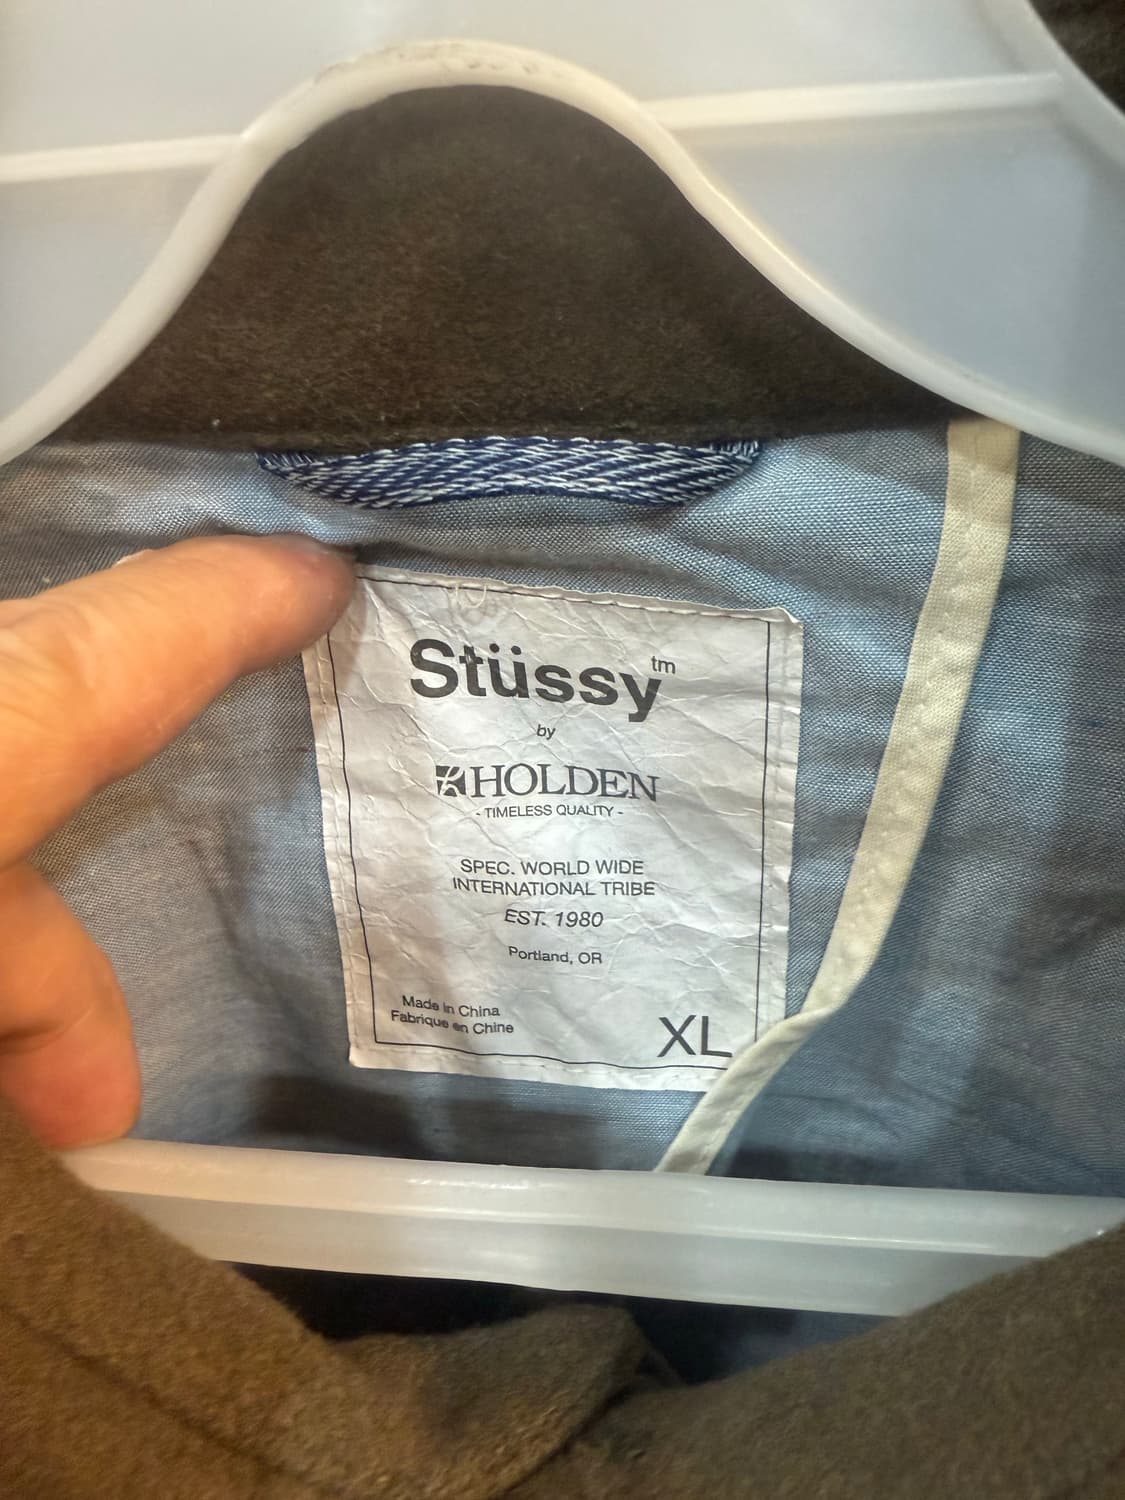 Stüssy tm
by
HOLDEN
- TIMELESS QUALITY -
SPEC. WORLD WIDE
INTERNATIONAL TRIBE
EST. 1980
Portland, OR
Made in China
Fabrique en Chine
XL